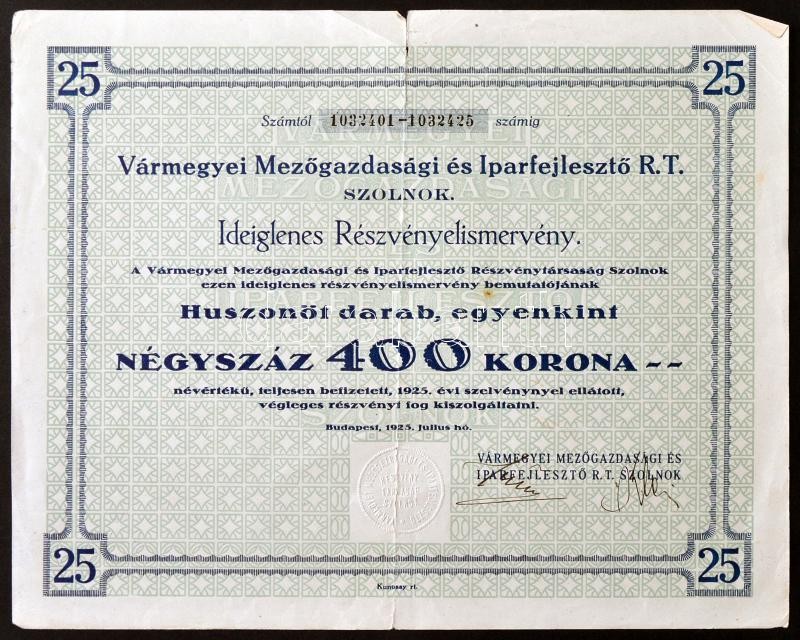 25 25
Számtól 1032401-1032425 számig
Vármegyei Mezőgazdasági és Iparfejlesztő R.T.
SZOLNOK.
Ideiglenes Részvényelismervény.
A Vármegyei Mezőgazdasági és Iparfejlesztő Részvénytársaság Szolnok
ezen ideiglenes részvényelismervény bemutatójának
Huszonöt darab, egyenkint
NÉGYSZÁZ 400 KORONA --
névértékű, teljesen befizetett, 1925. évi szelvénynyel ellátott,
végleges részvényt fog kiszolgáltatni.
Budapest, 1925. Julius hó.
VÁRMEGYEI MEZŐGAZDASÁGI ÉS
IPARFEJLESZTŐ R.T. SZOLNOK
25 25
Kunossy rt.